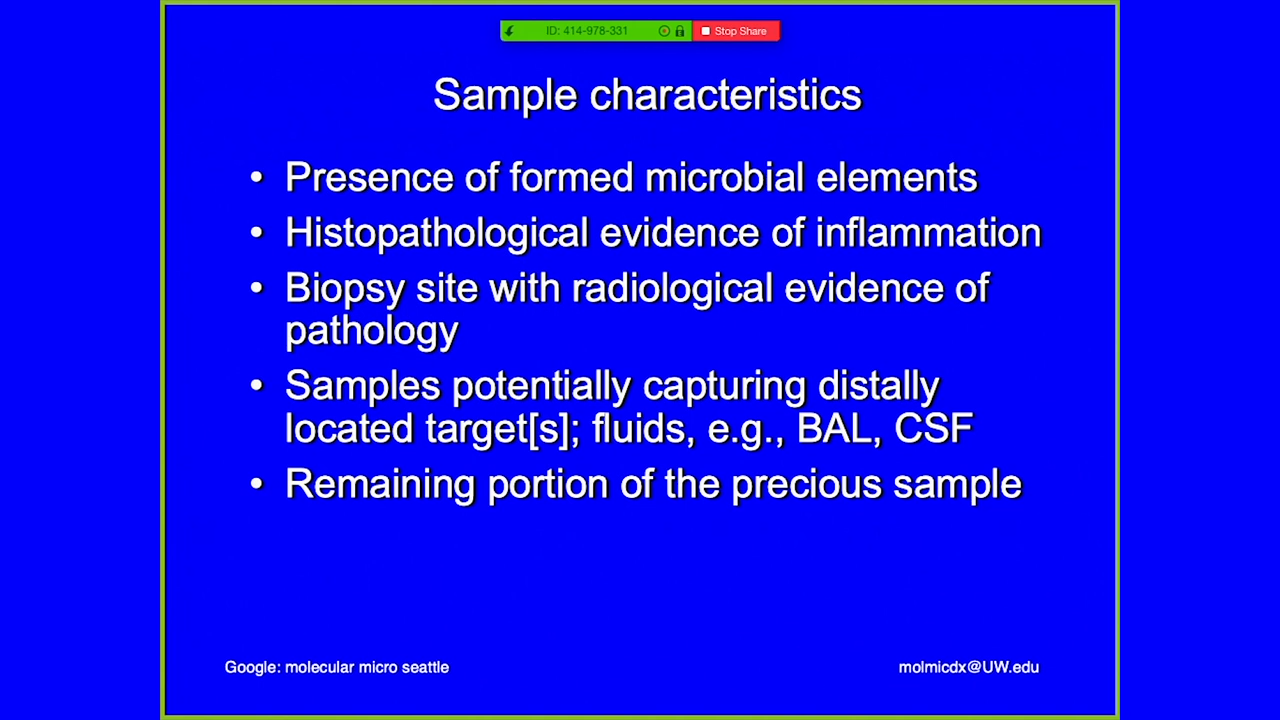 ID: 414-978-331
Stop Share
Sample characteristics
• Presence of formed microbial elements
• Histopathological evidence of inflammation
• Biopsy site with radiological evidence of
pathology
• Samples potentially capturing distally
located target[s]; fluids, e.g., BAL, CSF
• Remaining portion of the precious sample
Google: molecular micro seattle
molmicdx@UW.edu